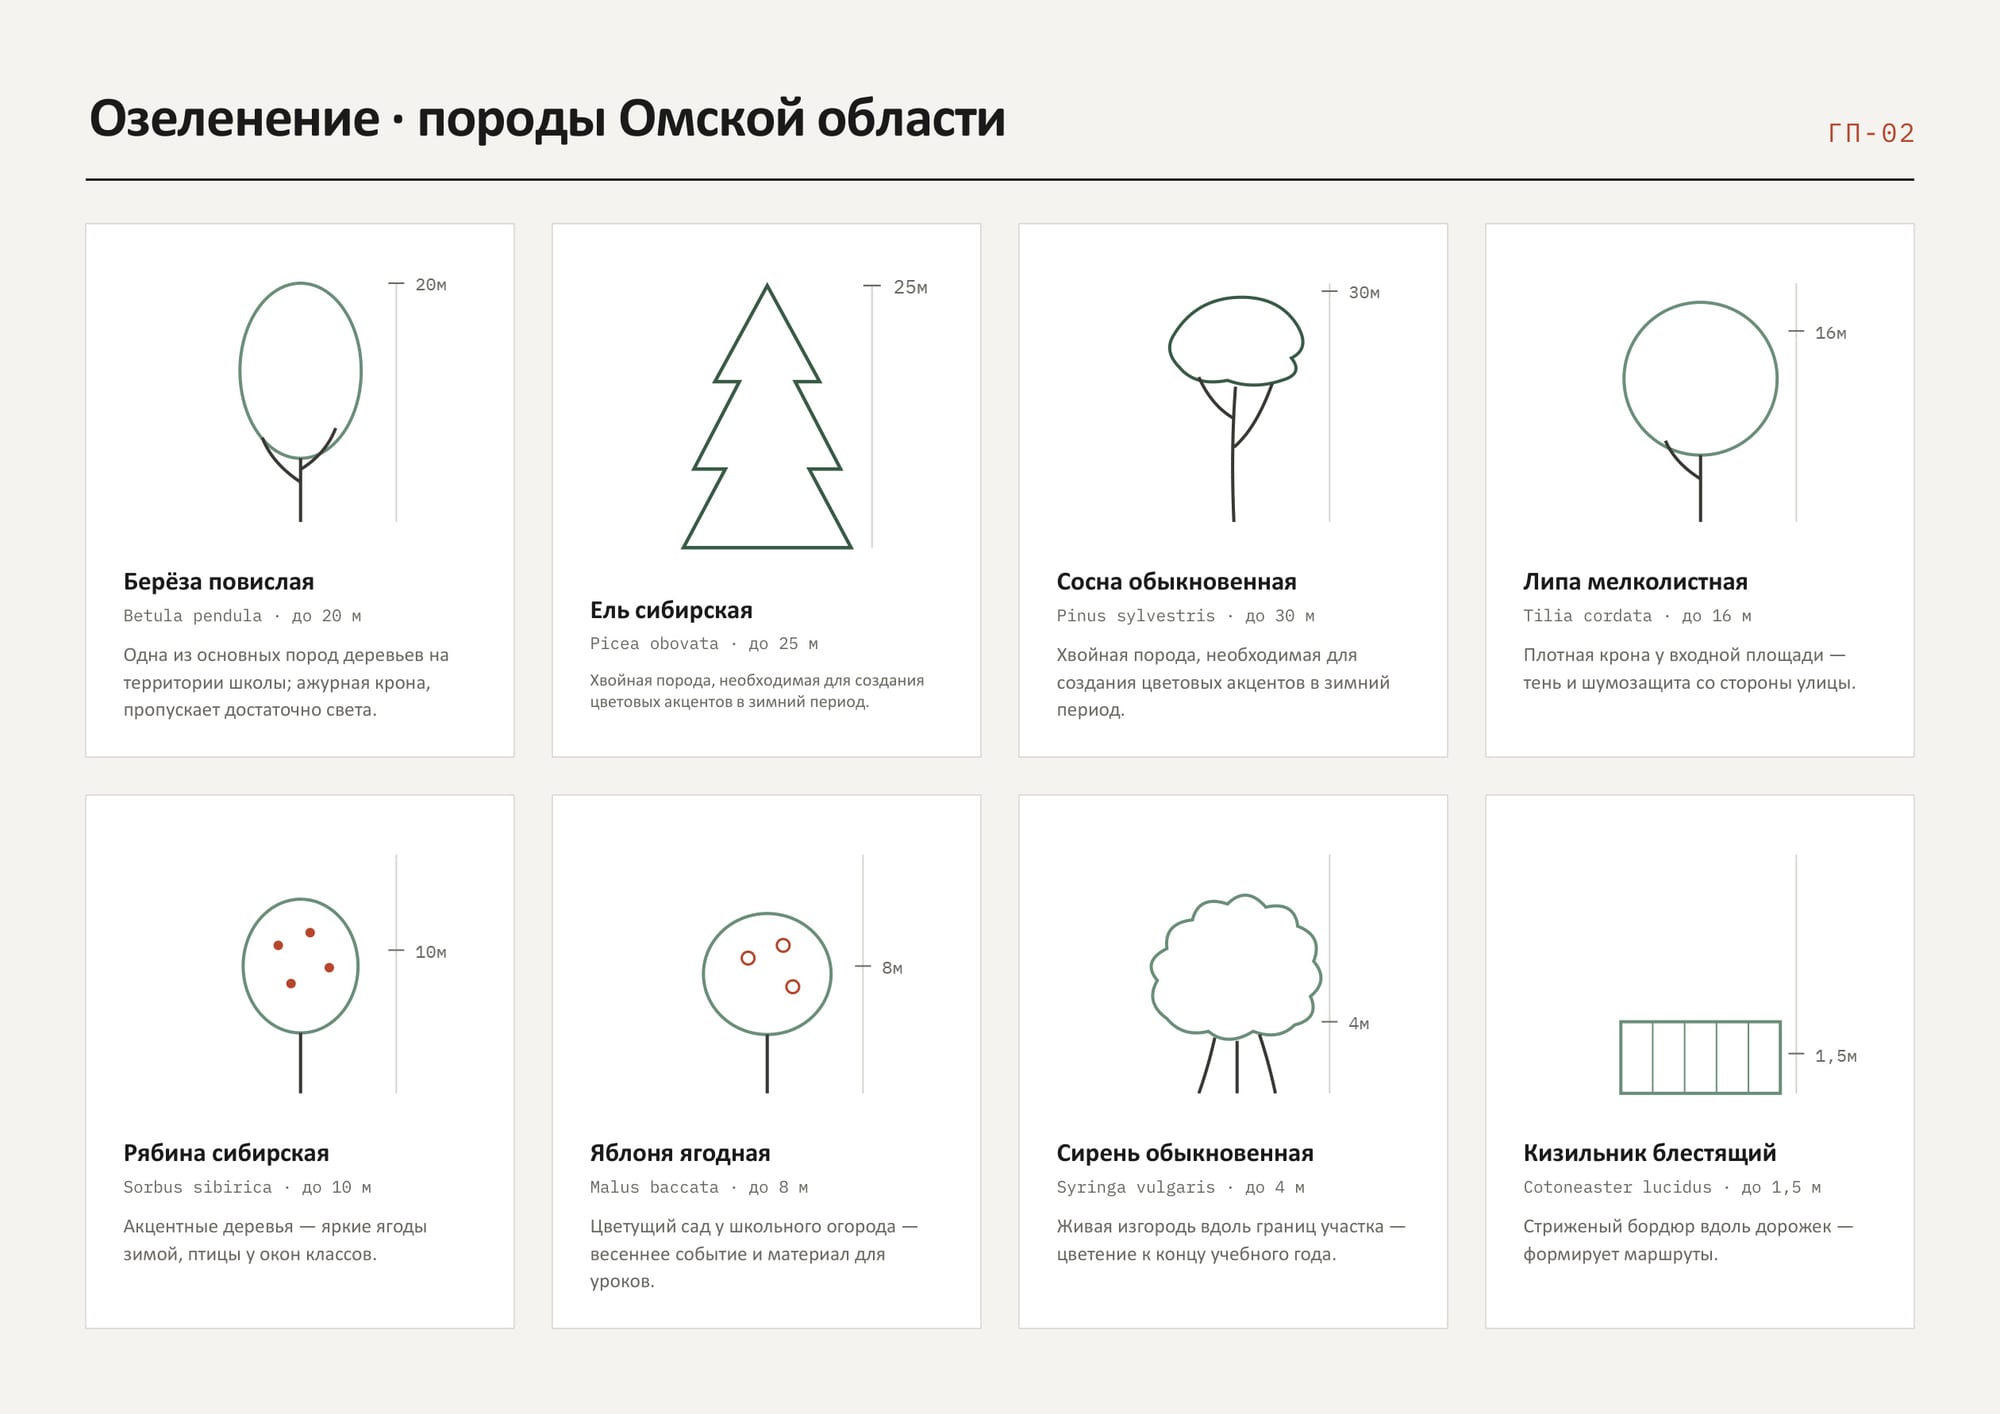 Озеленение · породы Омской области
ГП-02
20м
Берёза повислая
Betula pendula · до 20 м
Одна из основных пород деревьев на
территории школы; ажурная крона,
пропускает достаточно света.
25м
Ель сибирская
Picea obovata · до 25 м
Хвойная порода, необходимая для создания
цветовых акцентов в зимний период.
30м
Сосна обыкновенная
Pinus sylvestris · до 30 м
Хвойная порода, необходимая для
создания цветовых акцентов в зимний
период.
16м
Липа мелколистная
Tilia cordata · до 16 м
Плотная крона у входной площади —
тень и шумозащита со стороны улицы.
10м
Рябина сибирская
Sorbus sibirica · до 10 м
Акцентные деревья — яркие ягоды
зимой, птицы у окон классов.
8м
Яблоня ягодная
Malus baccata · до 8 м
Цветущий сад у школьного огорода —
весеннее событие и материал для
уроков.
4м
Сирень обыкновенная
Syringa vulgaris · до 4 м
Живая изгородь вдоль границ участка —
цветение к концу учебного года.
1,5м
Кизильник блестящий
Cotoneaster lucidus · до 1,5 м
Стриженый бордюр вдоль дорожек —
формирует маршруты.